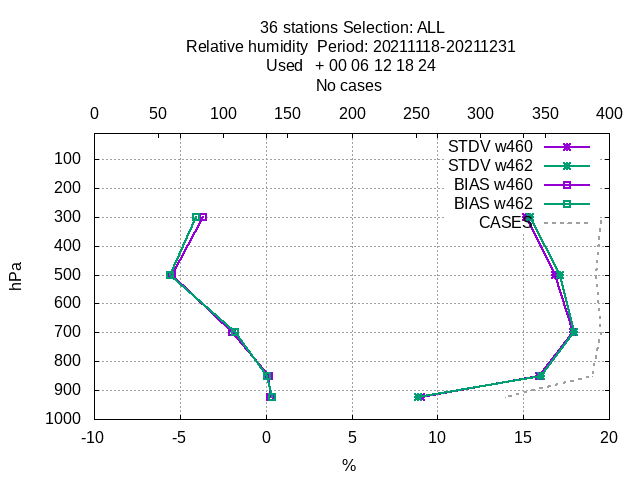 36 stations Selection: ALL
Relative humidity  Period: 20211118-20211231
Used   + 00 06 12 18 24
No cases
0 50 100 150 200 250 300 350 400
STDV w460
STDV w462
BIAS w460
BIAS w462
CASES
hPa
100
200
300
400
500
600
700
800
900
1000
-10 -5 0 5 10 15 20
%